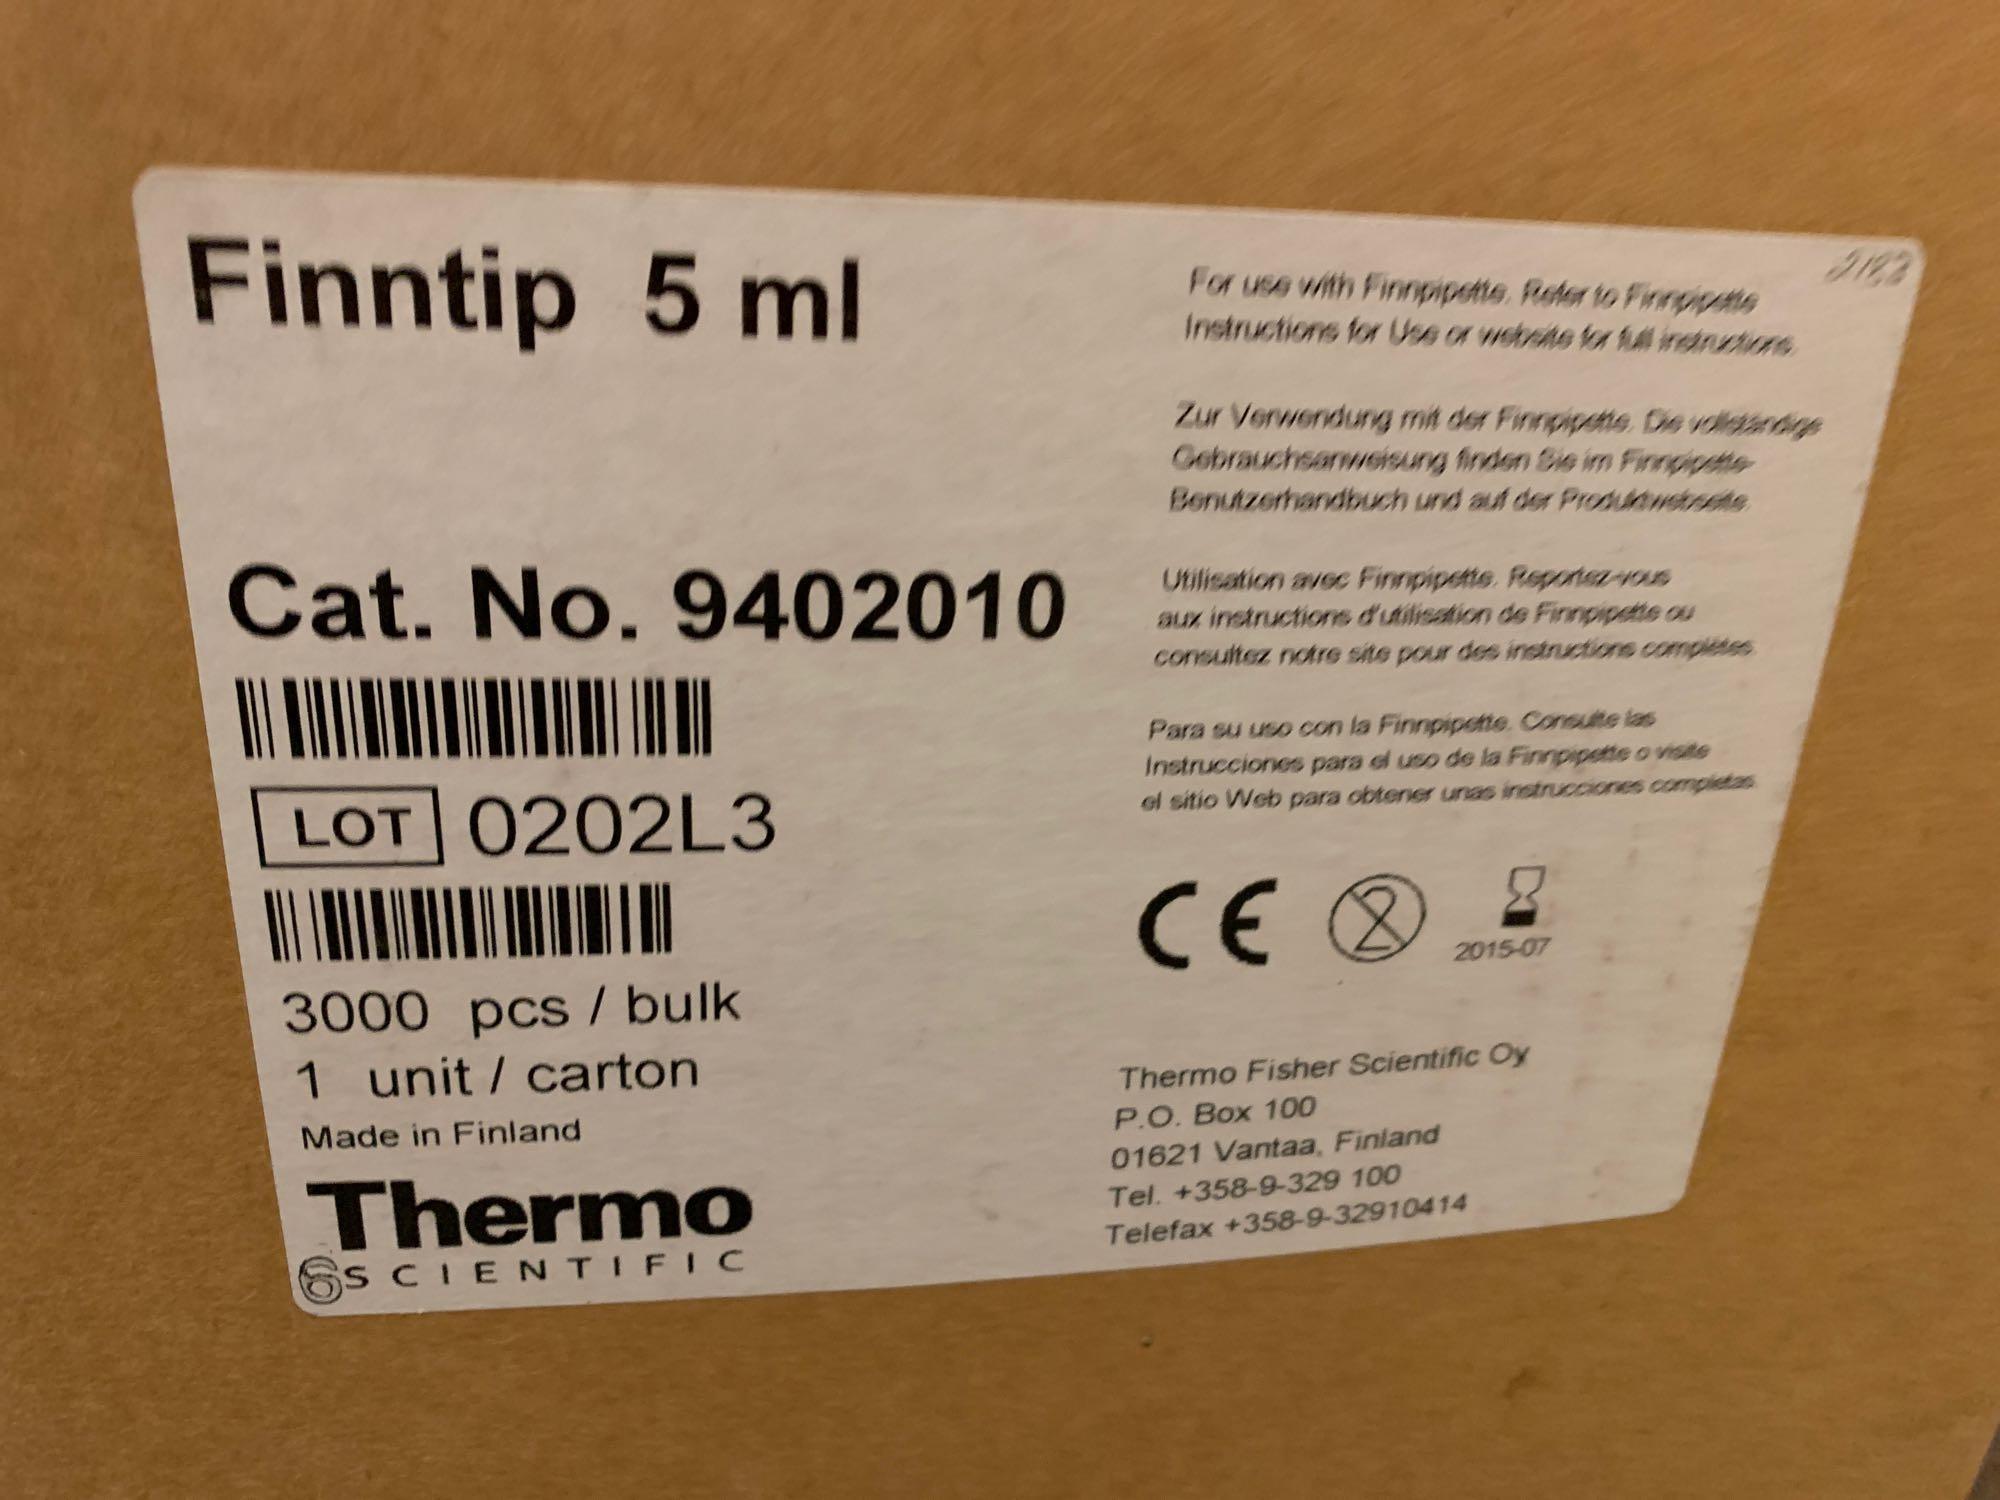 Finntip 5 ml
Cat. No. 9402010
LOT 0202L3
3000 pcs / bulk
1 unit / carton
Made in Finland
Thermo
SCIENTIFIC
6
For use with Finnpipette. Refer to Finnpipette
Instructions for Use or website for full instructions.
Zur Verwendung mit der Finnpipette. Die vollständige
Gebrauchsanweisung finden Sie im Finnpipette-
Benutzerhandbuch und auf der Produktwebseite.
Utilisation avec Finnpipette. Reportez-vous
aux instructions d'utilisation de Finnpipette ou
consultez notre site pour des instructions complètes.
Para su uso con la Finnpipette. Consulte las
Instrucciones para el uso de la Finnpipette o visite
el sitio Web para obtener unas instrucciones completas.
CE 2 2015-07
Thermo Fisher Scientific Oy
P.O. Box 100
01621 Vantaa, Finland
Tel. +358-9-329 100
Telefax +358-9-32910414